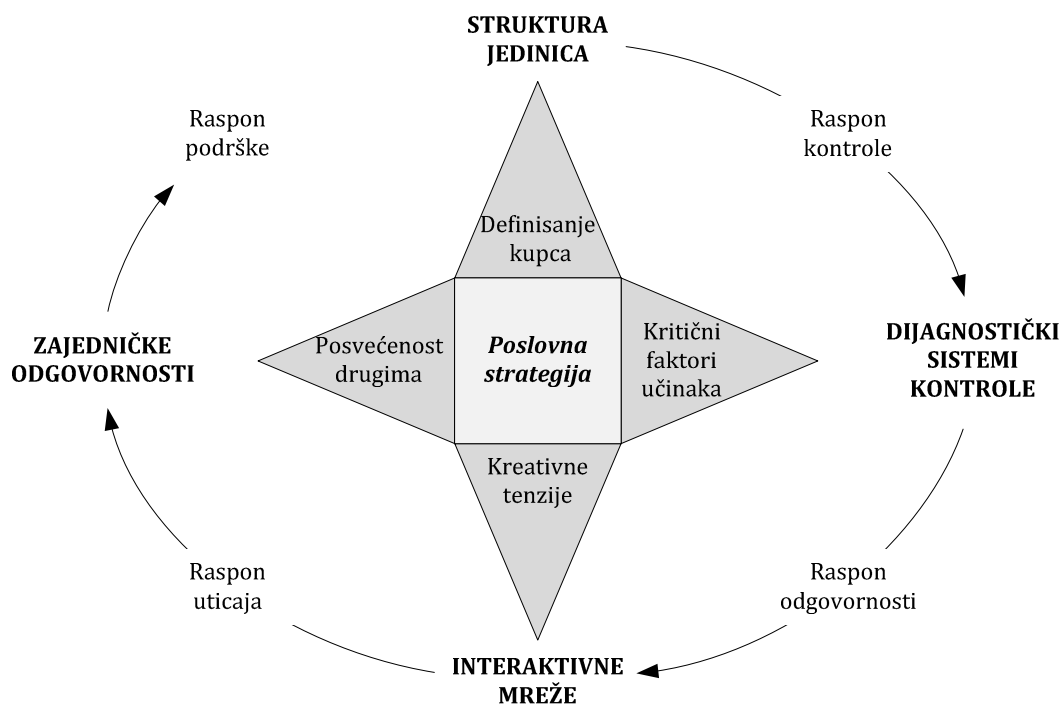 STRUKTURA
JEDINICA
Raspon
podrške
Raspon
kontrole
Definisanje
kupca
ZAJEDNIČKE
ODGOVORNOSTI
Posvećenost
drugima
Poslovna
strategija
Kritični
faktori
učinaka
DIJAGNOSTIČKI
SISTEMI
KONTROLE
Kreativne
tenzije
Raspon
uticaja
Raspon
odgovornosti
INTERAKTIVNE
MREŽE